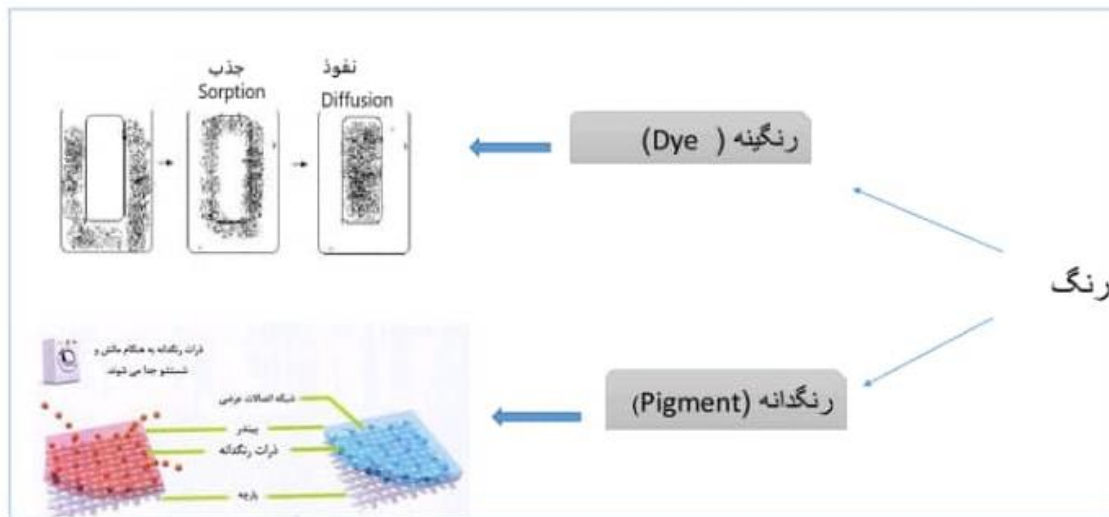 رنگ
رنگینه ( Dye)
نفوذ
Diffusion
جذب
Sorption
رنگدانه (Pigment)
ذرات رنگدانه به هنگام مالش و
شستشو جدا می شوند.
شبکه اتصالات عرضی
بیندر
ذرات رنگدانه
پارچه